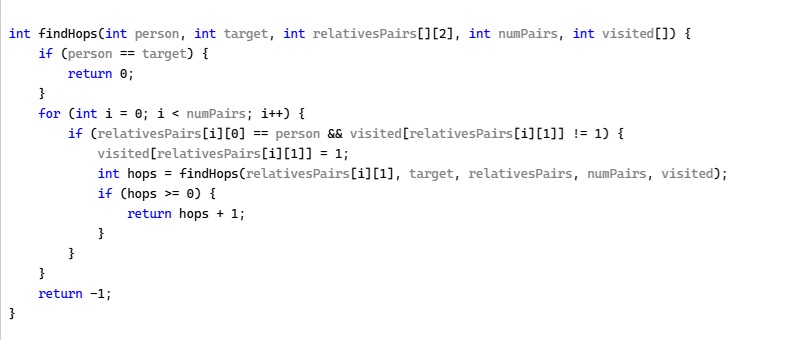 int findHops(int person, int target, int relativesPairs[][2], int numPairs, int visited[]) {
    if (person == target) {
        return 0;
    }
    for (int i = 0; i < numPairs; i++) {
        if (relativesPairs[i][0] == person && visited[relativesPairs[i][1]] != 1) {
            visited[relativesPairs[i][1]] = 1;
            int hops = findHops(relativesPairs[i][1], target, relativesPairs, numPairs, visited);
            if (hops >= 0) {
                return hops + 1;
            }
        }
    }
    return -1;
}